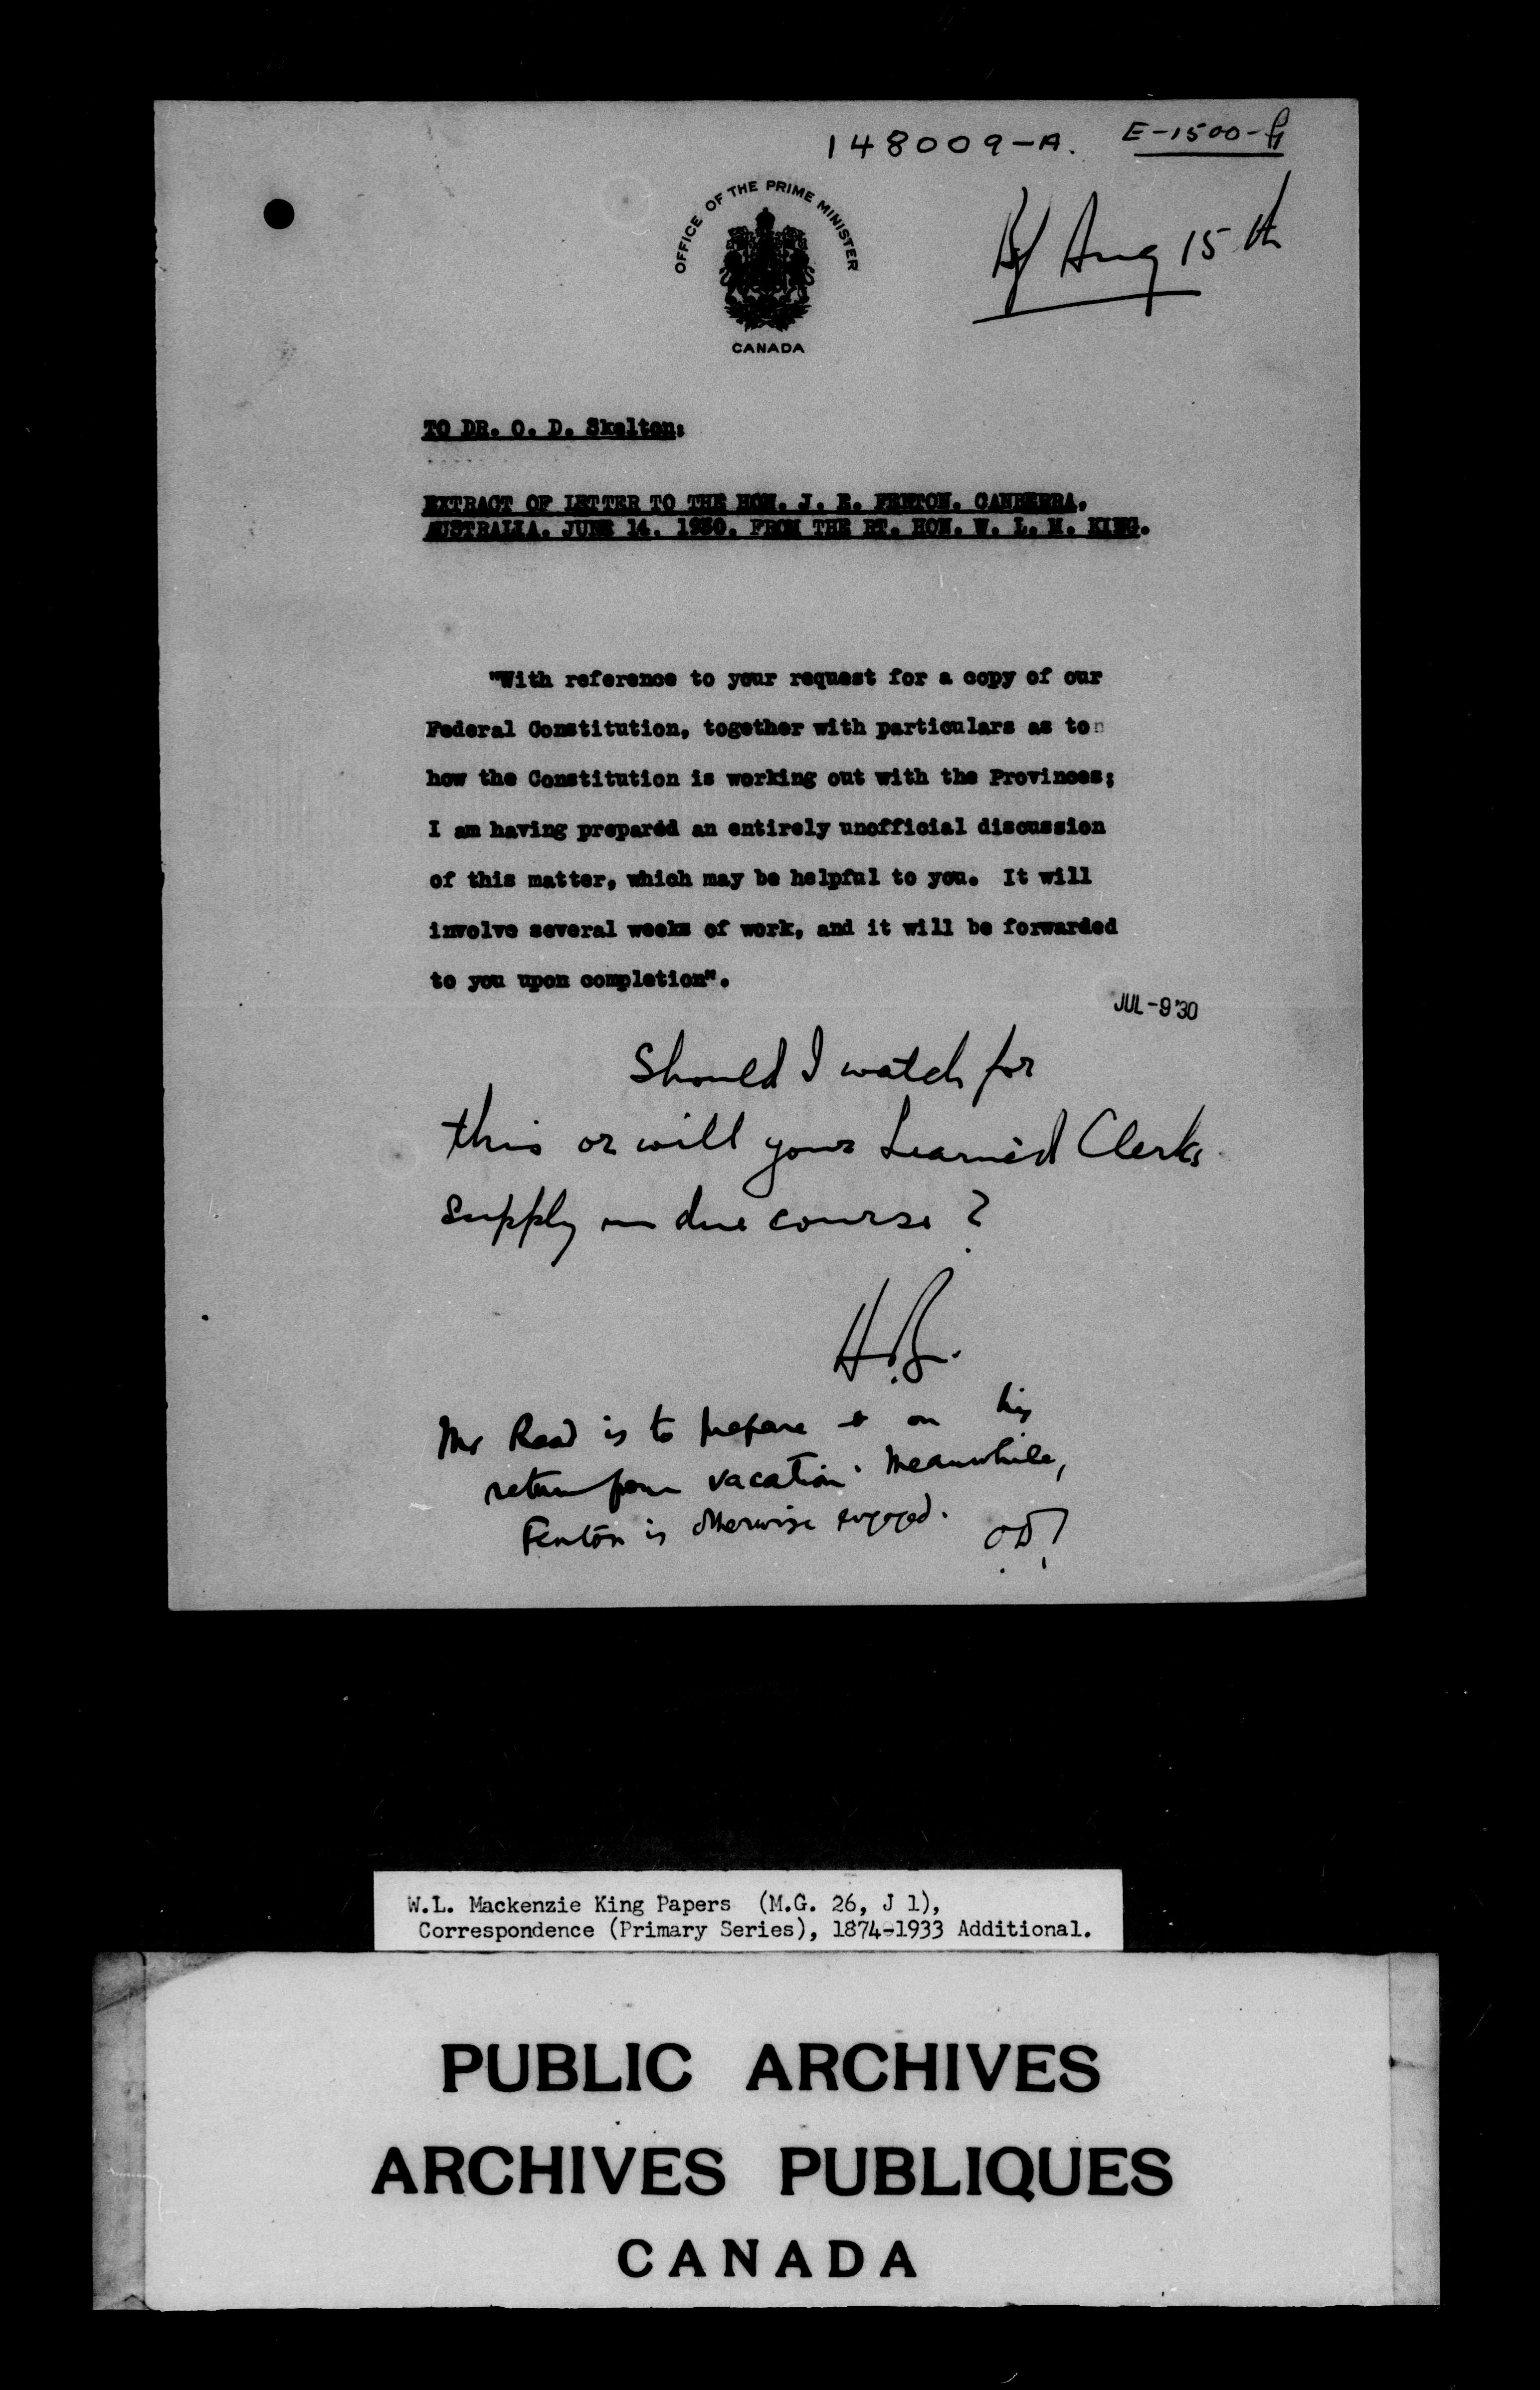 148009-A.
E-1500-
OFFICE OF THE PRIME MINISTER
CANADA
Bf Aug 15th
TO DR. O. D. Skelton:
EXTRACT OF LETTER TO THE HON. J. E. FENTON, CANBERRA,
AUSTRALIA, JUNE 14, 1930, FROM THE RT. HON. W. L. M. KING.
"With reference to your request for a copy of our
Federal Constitution, together with particulars as to
how the Constitution is working out with the Provinces;
I am having prepared an entirely unofficial discussion
of this matter, which may be helpful to you. It will
involve several weeks of work, and it will be forwarded
to you upon completion".
JUL-9'30
Should I watch for
this or will your Learned Clerks
supply in due course?
Mr Read is to prepare it on his
return from vacation. Meanwhile,
Fenton is otherwise engaged.
W.L. Mackenzie King Papers (M.G. 26, J 1),
Correspondence (Primary Series), 1874-1933 Additional.
PUBLIC ARCHIVES
ARCHIVES PUBLIQUES
CANADA